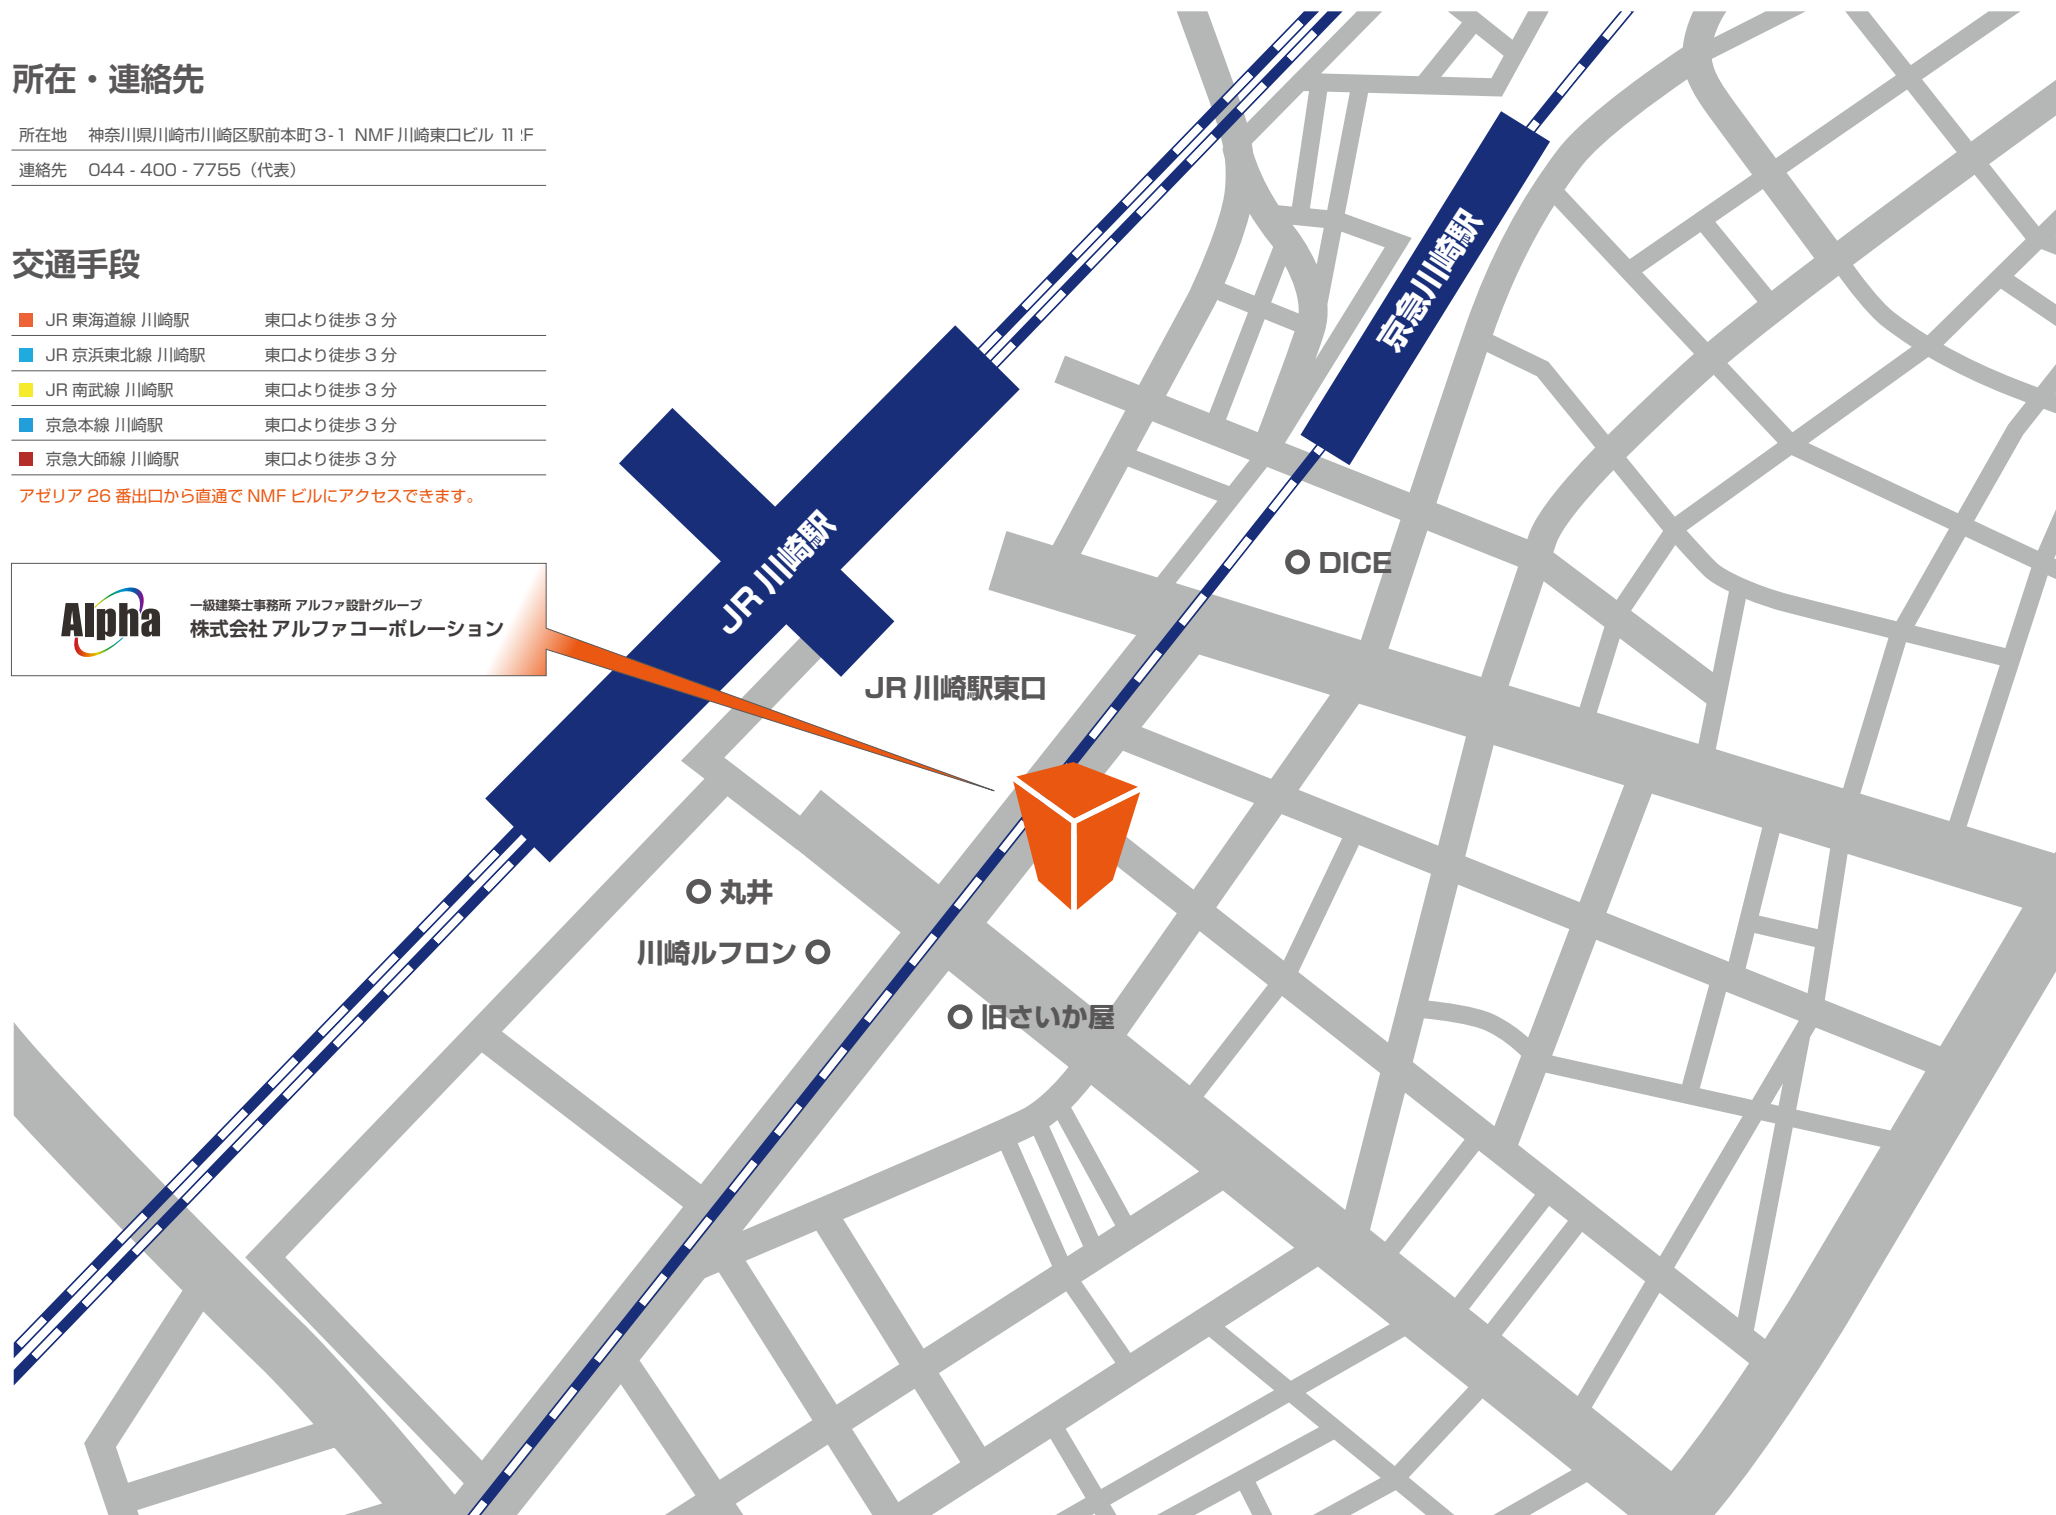 所在・連絡先
所在地 神奈川県川崎市川崎区駅前本町3-1 NMF川崎東口ビル
連絡先 044 - 400 - 7755（代表）
交通手段
JR 東海道線 川崎駅 東口より徒歩 3 分
JR 京浜東北線 川崎駅 東口より徒歩 3 分
JR 南武線 川崎駅 東口より徒歩 3 分
京急本線 川崎駅 東口より徒歩 3 分
京急大師線 川崎駅 東口より徒歩 3 分
アゼリア 26 番出口から直通で NMF ビルにアクセスできます。
Alpha
一級建築士事務所 アルファ設計グループ
株式会社 アルファコーポレーション
京急川崎駅
JR 川崎駅
DICE
JR 川崎駅東口
丸井
川崎ルフロン
旧さいか屋